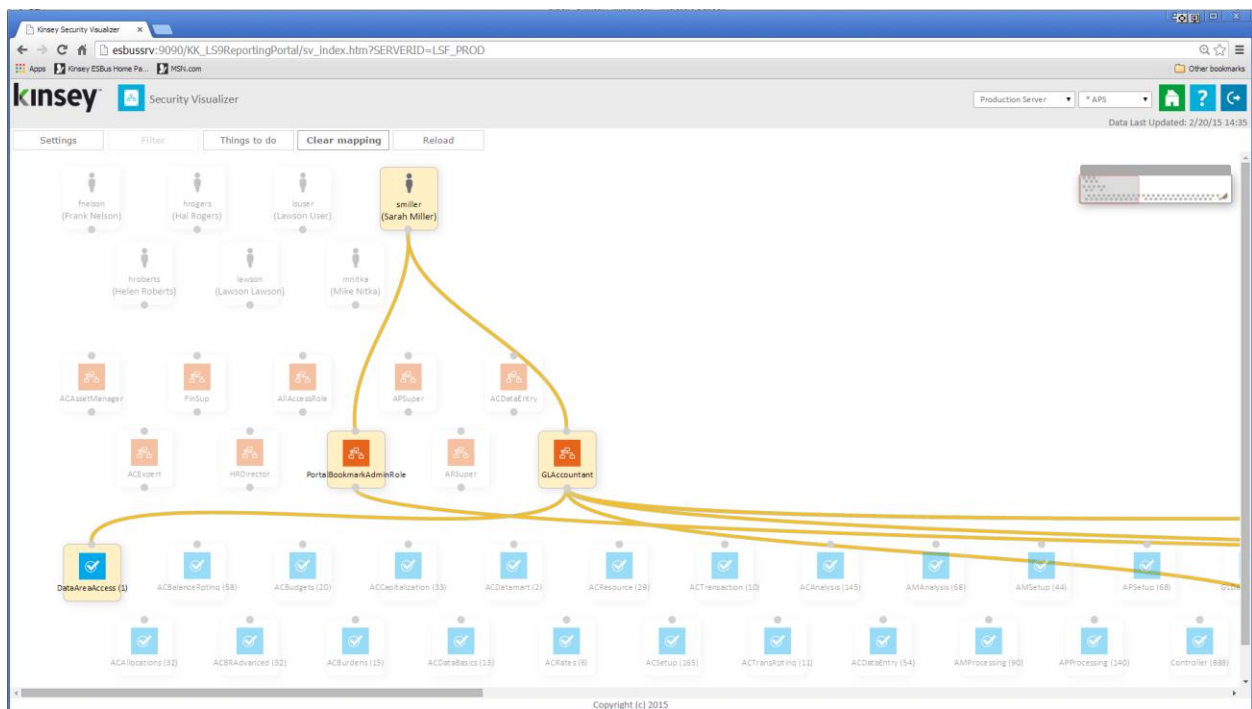 Kinsey Security Visualizer
esbussrv:9090/KK_LS9ReportingPortal/sv_index.htm?SERVERID=LSF_PROD
Apps Kinsey ESBus Home Pa... MSN.com Other bookmarks
kinsey Security Visualizer Production Server * APS ?
Data Last Updated: 2/20/15 14:35
Settings Filter Things to do Clear mapping Reload
fnelson hrogers lsuser smiller
(Frank Nelson) (Hal Rogers) (Lawson User) (Sarah Miller)
hroberts lawson mnitka
(Helen Roberts) (Lawson Lawson) (Mike Nitka)
ACAssetManager FinSup AllAccessRole APSuper ACDataEntry
ACExpert HRDirector PortalBookmarkAdminRole ARSuper GLAccountant
DataAreaAccess (1) ACBalanceRpting (58) ACBudgets (20) ACCapitalization (33) ACDatamart (2) ACResource (29) ACTransaction (10) ACAnalysis (145) AMAnalysis (68) AMSetup (44) APSetup (68)
ACAllocations (32) ACBRAdvanced (32) ACBurdens (15) ACDataBasics (13) ACRates (6) ACSetup (165) ACTransRpting (11) ACDataEntry (54) AMProcessing (90) APProcessing (140) Controller (688)
Copyright (c) 2015